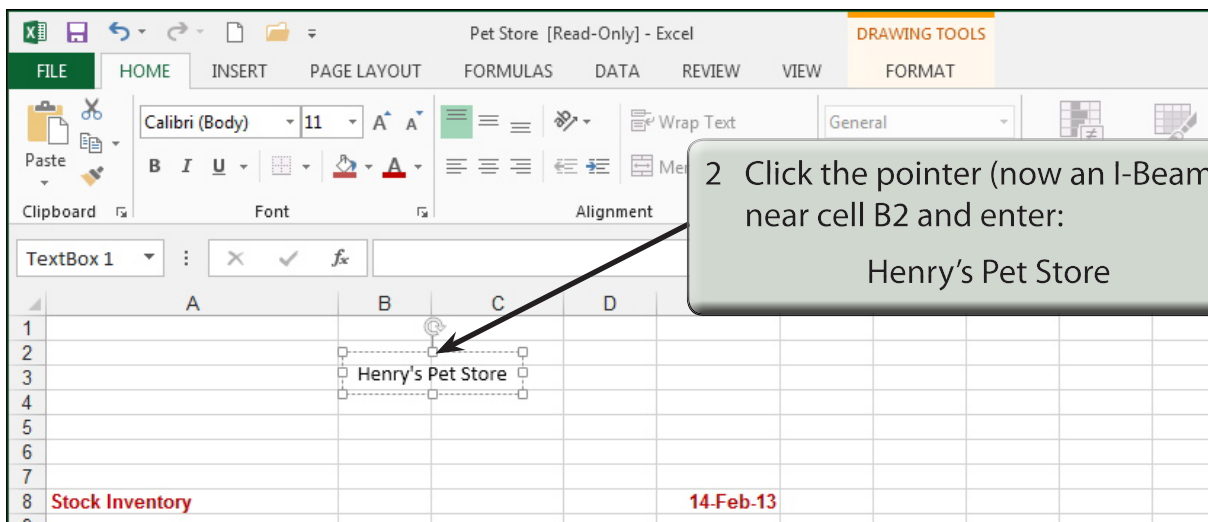 Pet Store [Read-Only] - Excel
DRAWING TOOLS
FILE HOME INSERT PAGE LAYOUT FORMULAS DATA REVIEW VIEW FORMAT
Calibri (Body) 11 A A Wrap Text General
Paste B I U A Mer
Clipboard Font Alignment
2 Click the pointer (now an I-Beam
near cell B2 and enter:
Henry’s Pet Store
TextBox 1 fx
A B C D
1
2
3 Henry's Pet Store
4
5
6
7
8 Stock Inventory 14-Feb-13